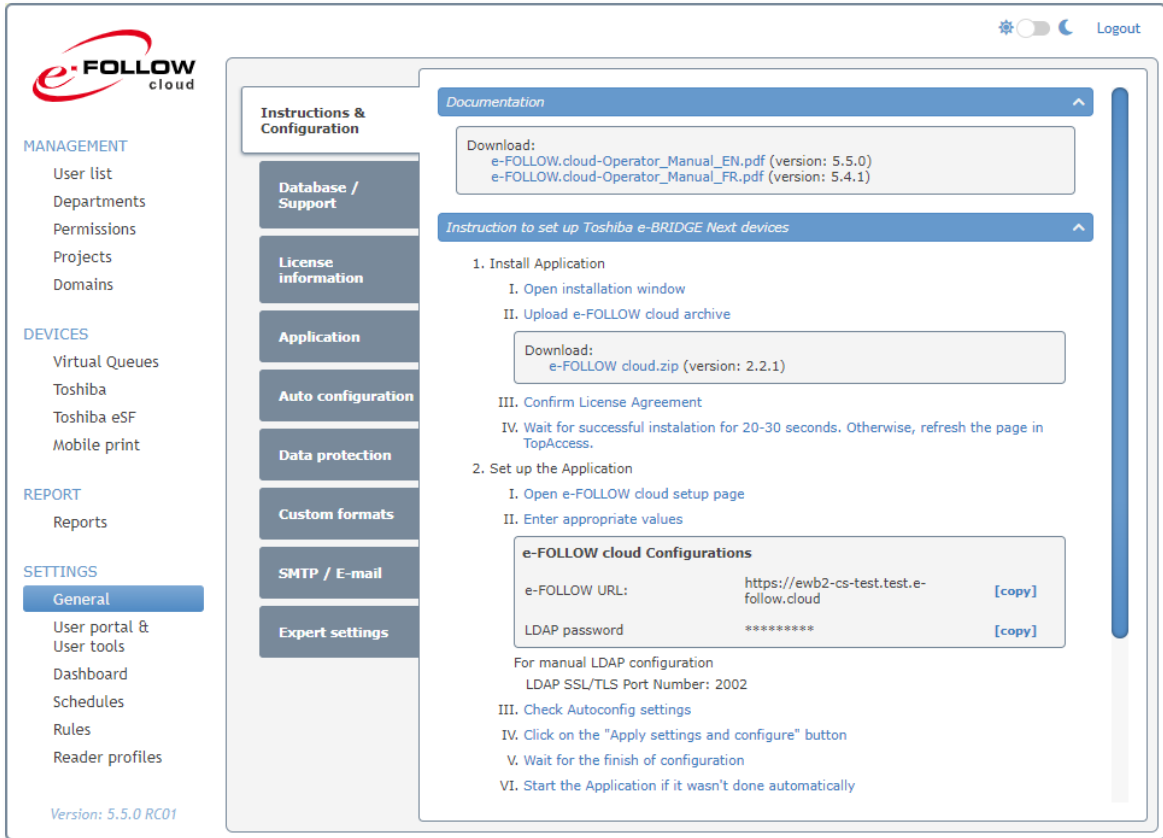 Logout
e-FOLLOW
cloud
MANAGEMENT
User list
Departments
Permissions
Projects
Domains
DEVICES
Virtual Queues
Toshiba
Toshiba eSF
Mobile print
REPORT
Reports
SETTINGS
General
User portal &
User tools
Dashboard
Schedules
Rules
Reader profiles
Version: 5.5.0 RC01
Instructions &
Configuration
Database /
Support
License
information
Application
Auto configuration
Data protection
Custom formats
SMTP / E-mail
Expert settings
Documentation
Download:
e-FOLLOW.cloud-Operator_Manual_EN.pdf (version: 5.5.0)
e-FOLLOW.cloud-Operator_Manual_FR.pdf (version: 5.4.1)
Instruction to set up Toshiba e-BRIDGE Next devices
1. Install Application
I. Open installation window
II. Upload e-FOLLOW cloud archive
Download:
e-FOLLOW cloud.zip (version: 2.2.1)
III. Confirm License Agreement
IV. Wait for successful instalation for 20-30 seconds. Otherwise, refresh the page in
TopAccess.
2. Set up the Application
I. Open e-FOLLOW cloud setup page
II. Enter appropriate values
e-FOLLOW cloud Configurations
e-FOLLOW URL: https://ewb2-cs-test.test.e-
follow.cloud [copy]
LDAP password ********* [copy]
For manual LDAP configuration
LDAP SSL/TLS Port Number: 2002
III. Check Autoconfig settings
IV. Click on the "Apply settings and configure" button
V. Wait for the finish of configuration
VI. Start the Application if it wasn't done automatically